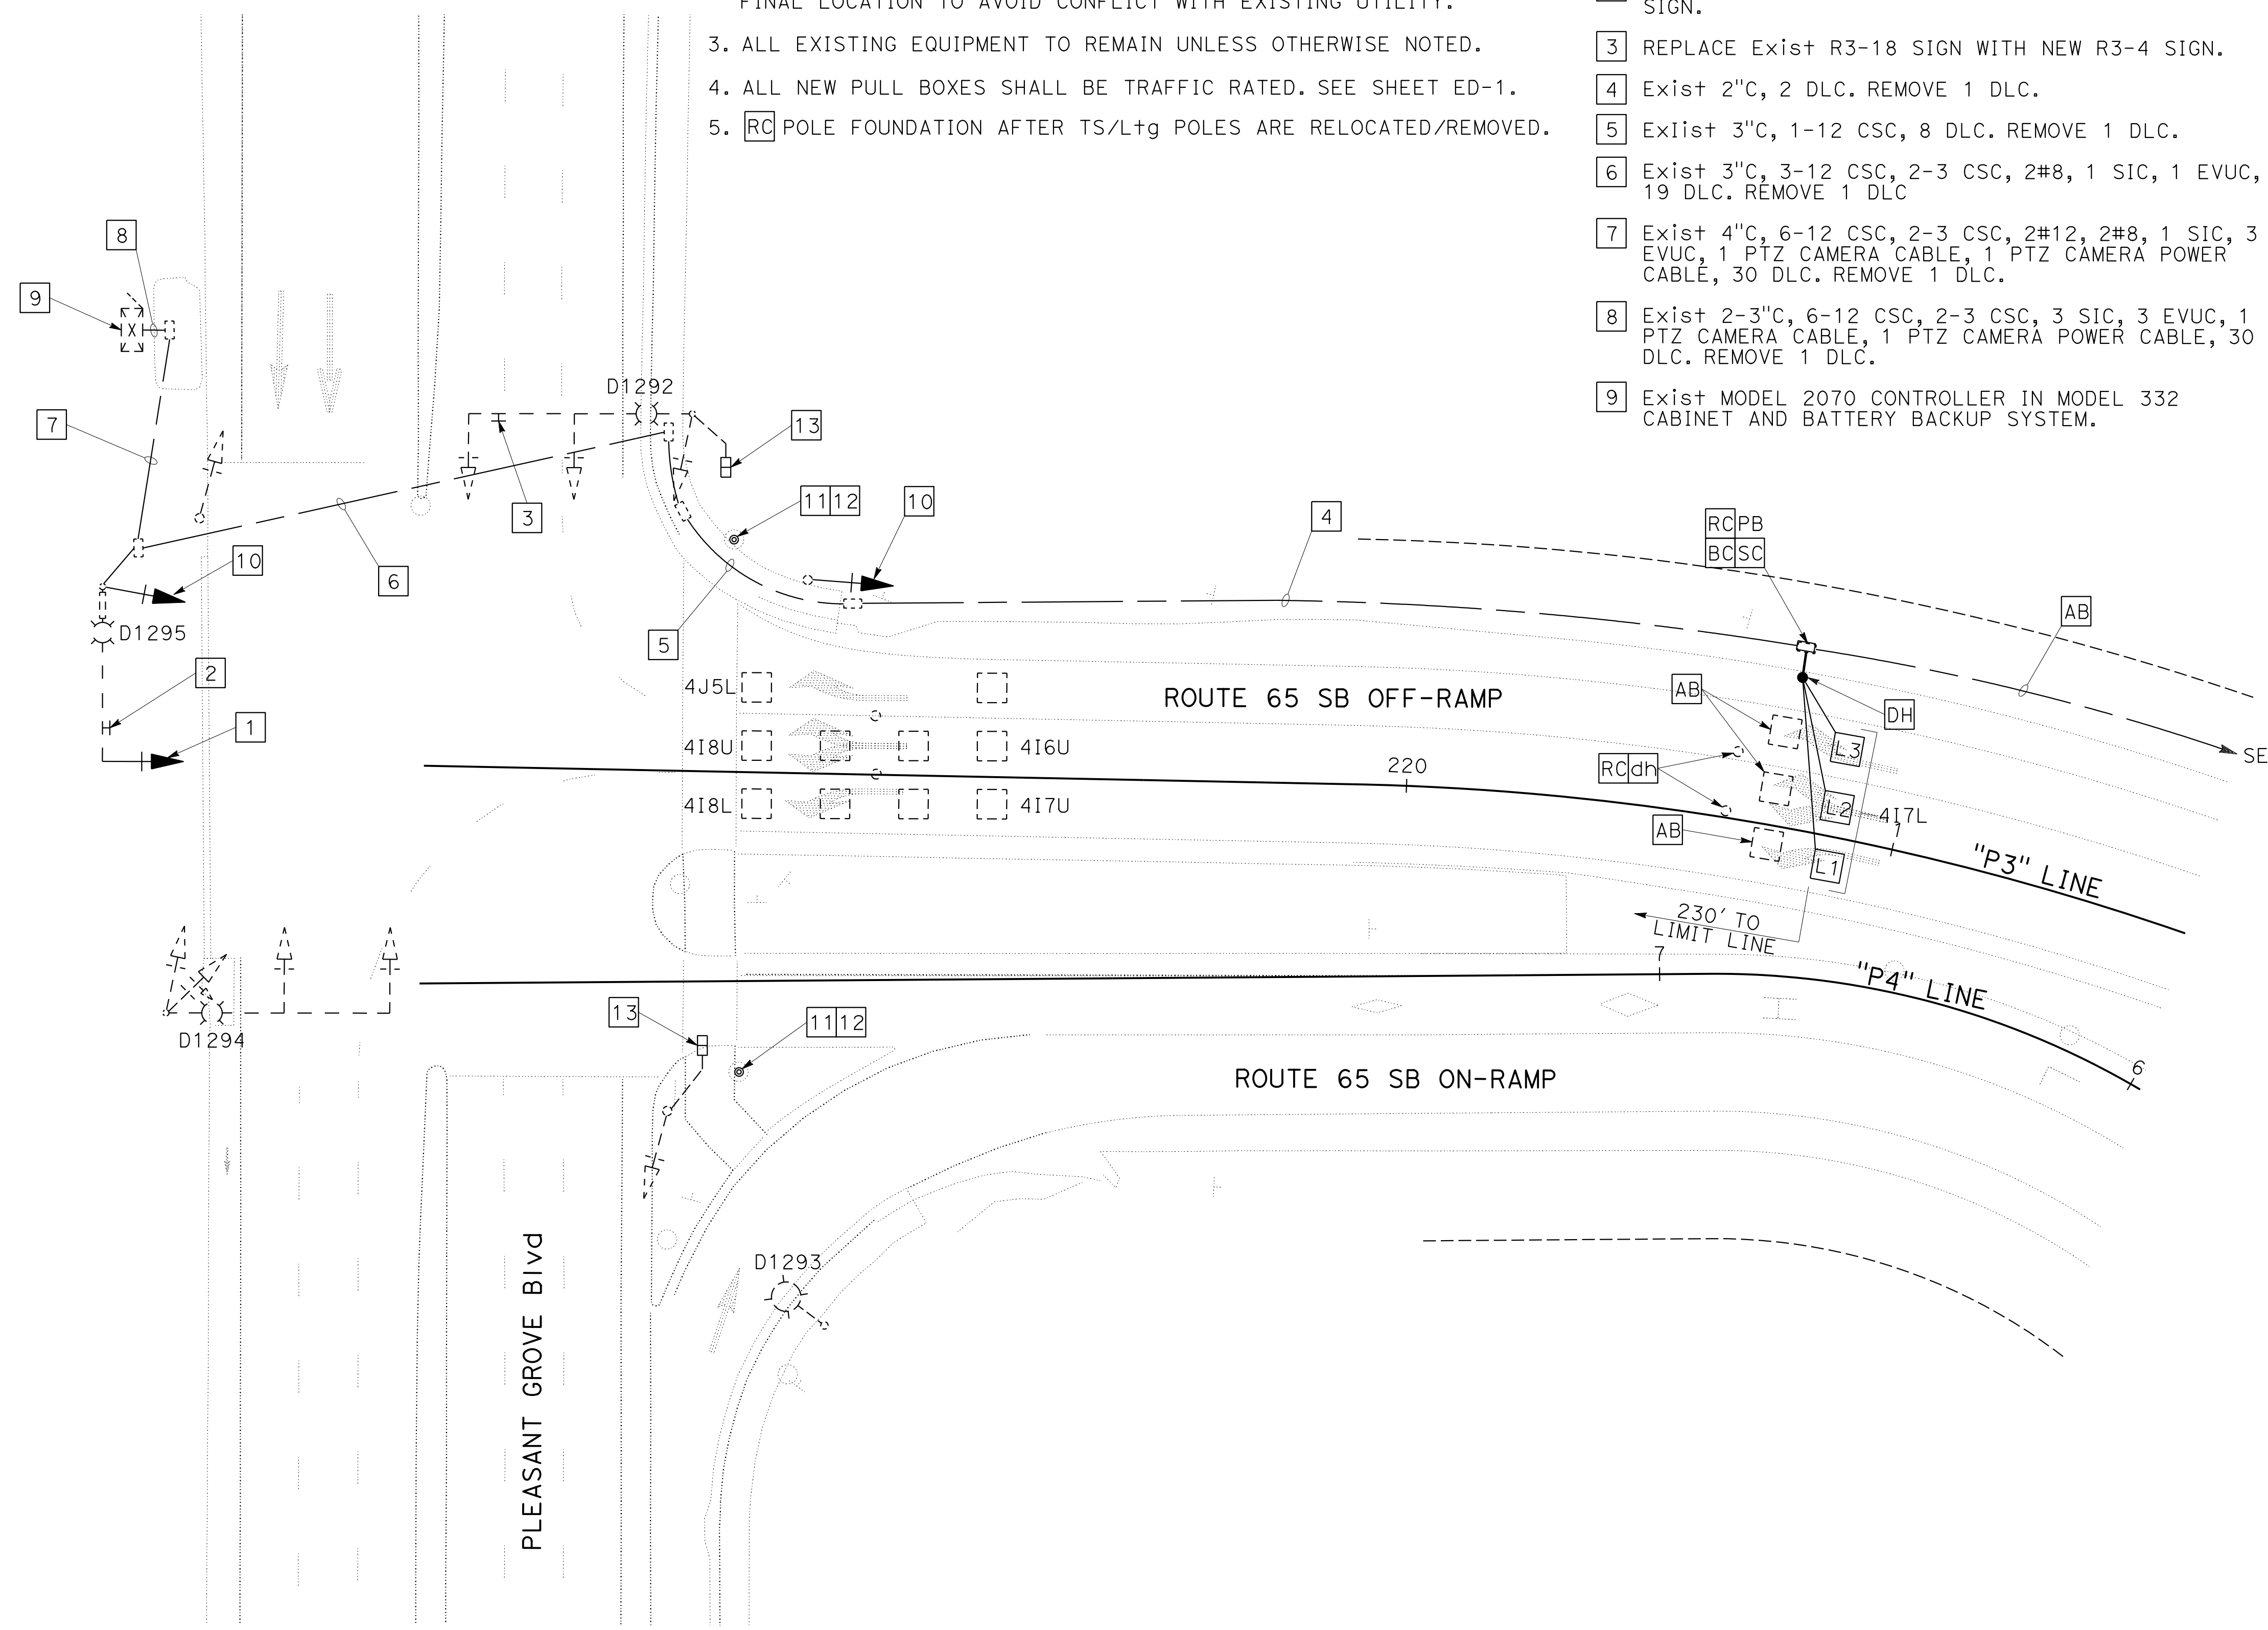 FINAL LOCATION TO AVOID CONFLICT WITH EXISTING UTILITY.
3. ALL EXISTING EQUIPMENT TO REMAIN UNLESS OTHERWISE NOTED.
4. ALL NEW PULL BOXES SHALL BE TRAFFIC RATED. SEE SHEET ED-1.
5. RC POLE FOUNDATION AFTER TS/Ltg POLES ARE RELOCATED/REMOVED.
SIGN.
3 REPLACE Exist R3-18 SIGN WITH NEW R3-4 SIGN.
4 Exist 2"C, 2 DLC. REMOVE 1 DLC.
5 ExIist 3"C, 1-12 CSC, 8 DLC. REMOVE 1 DLC.
6 Exist 3"C, 3-12 CSC, 2-3 CSC, 2#8, 1 SIC, 1 EVUC,
19 DLC. REMOVE 1 DLC
7 Exist 4"C, 6-12 CSC, 2-3 CSC, 2#12, 2#8, 1 SIC, 3
EVUC, 1 PTZ CAMERA CABLE, 1 PTZ CAMERA POWER
CABLE, 30 DLC. REMOVE 1 DLC.
8 Exist 2-3"C, 6-12 CSC, 2-3 CSC, 3 SIC, 3 EVUC, 1
PTZ CAMERA CABLE, 1 PTZ CAMERA POWER CABLE, 30
DLC. REMOVE 1 DLC.
9 Exist MODEL 2070 CONTROLLER IN MODEL 332
CABINET AND BATTERY BACKUP SYSTEM.
8
9
7
D1292
13
3
11 12
10
4
RC PB
BC SC
10
6
AB
D1295
5
2
4J5L
ROUTE 65 SB OFF-RAMP
AB
DH
1
4I8U
4I6U
L3
SE
RC dh
220
4I8L
4I7U
L2
4I7L
AB
1
L1
"P3" LINE
230' TO
LIMIT LINE
7
"P4" LINE
13
11 12
D1294
6
ROUTE 65 SB ON-RAMP
D1293
PLEASANT GROVE Blvd